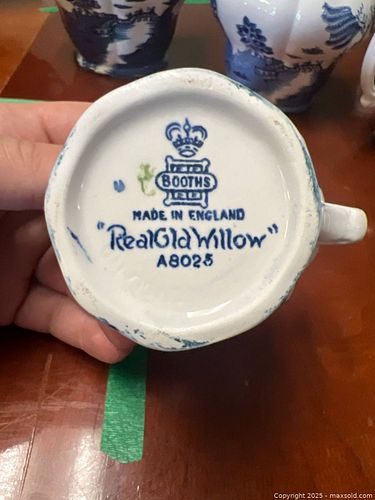 BOOTHS
MADE IN ENGLAND
"Real Old Willow"
A8025
Copyright © 2025 - maxsold.com